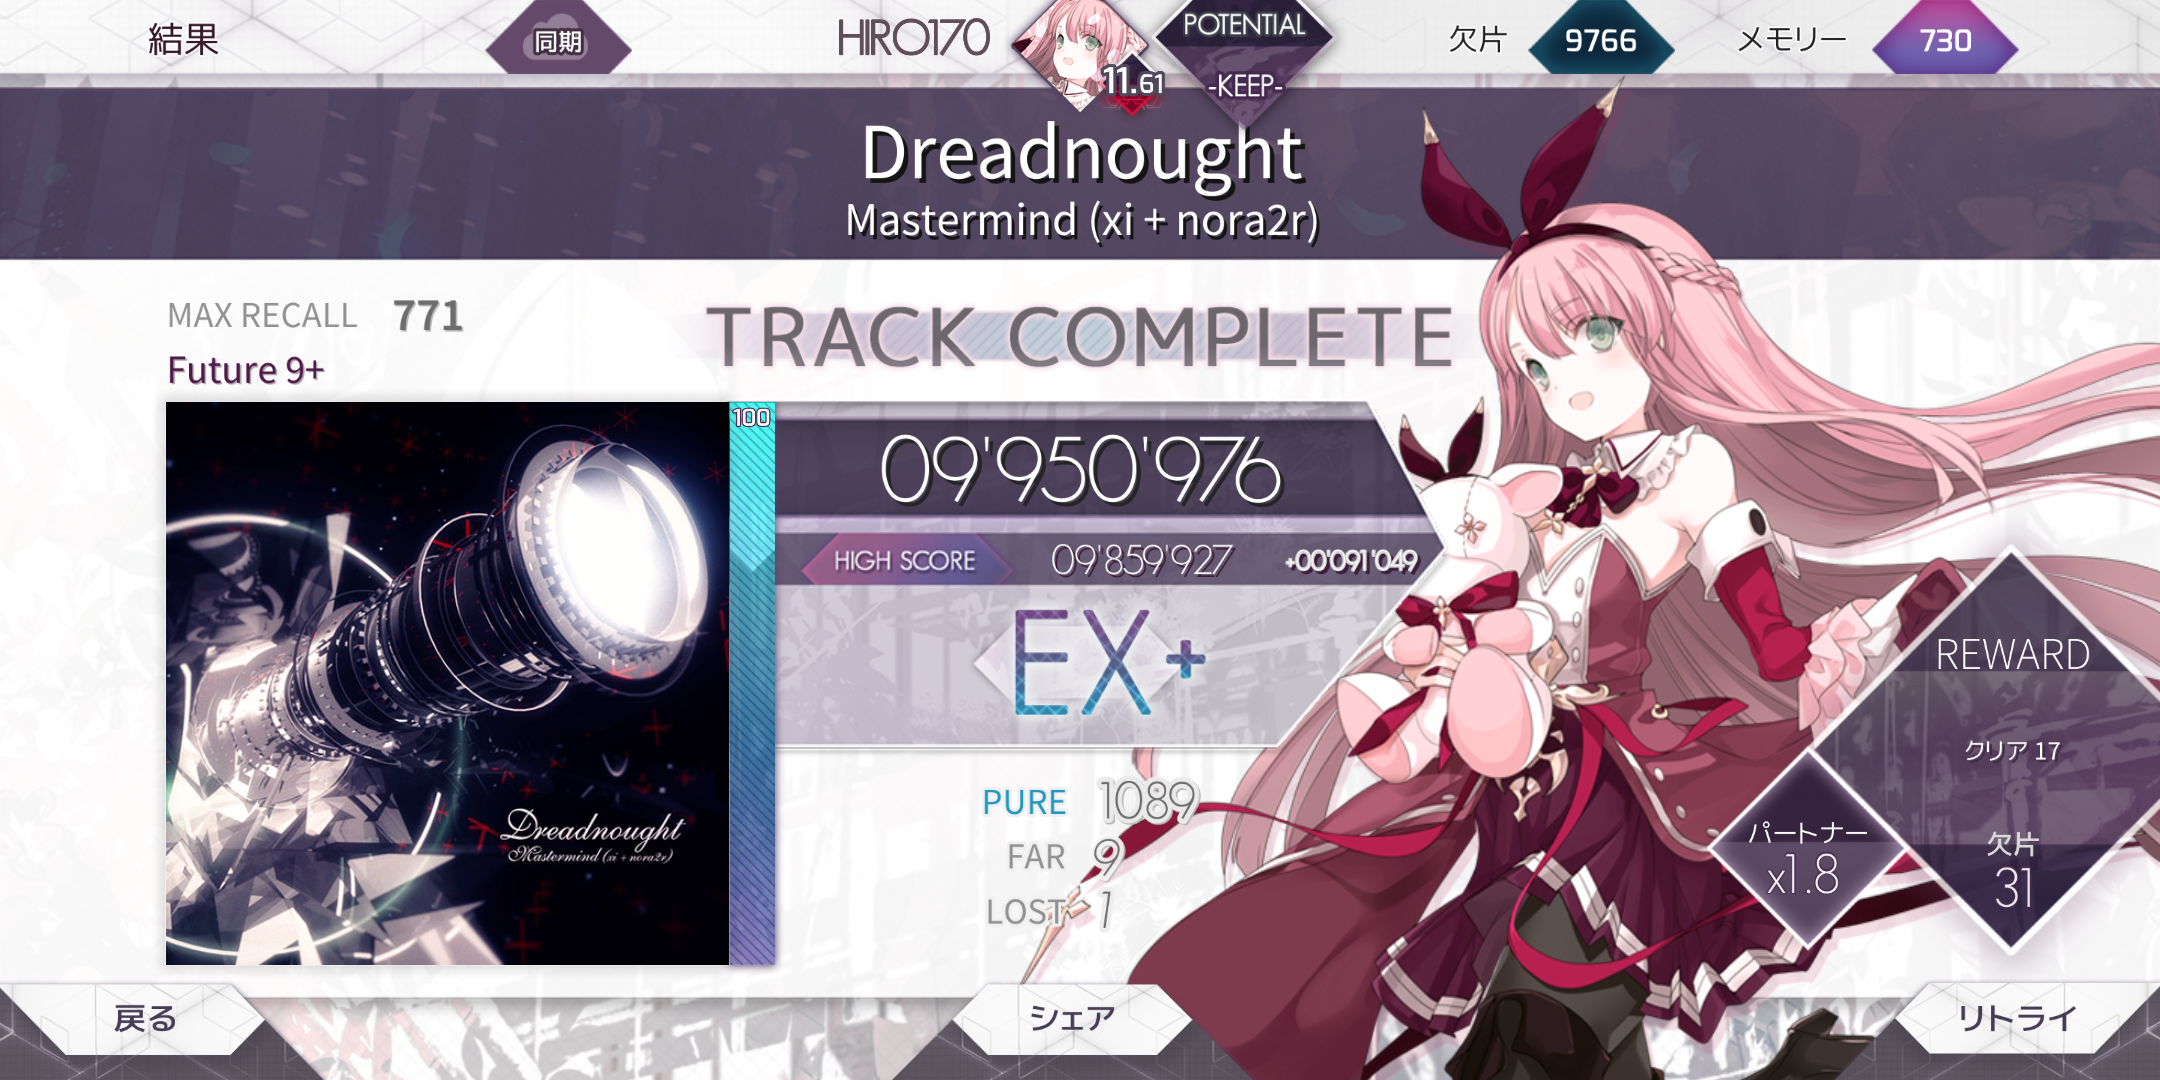 結果
同期
HIRO170
11.61
POTENTIAL
-KEEP-
欠片 9766
メモリー 730
Dreadnought
Mastermind (xi + nora2r)
MAX RECALL 771
Future 9+
TRACK COMPLETE
100
09'950'976
HIGH SCORE 09'859'927 +00'091'049
EX+
Dreadnought
Mastermind (xi + nora2r)
PURE 1089
FAR 9
LOST 1
REWARD
クリア 17
パートナー
x1.8
欠片
31
戻る
シェア
リトライ